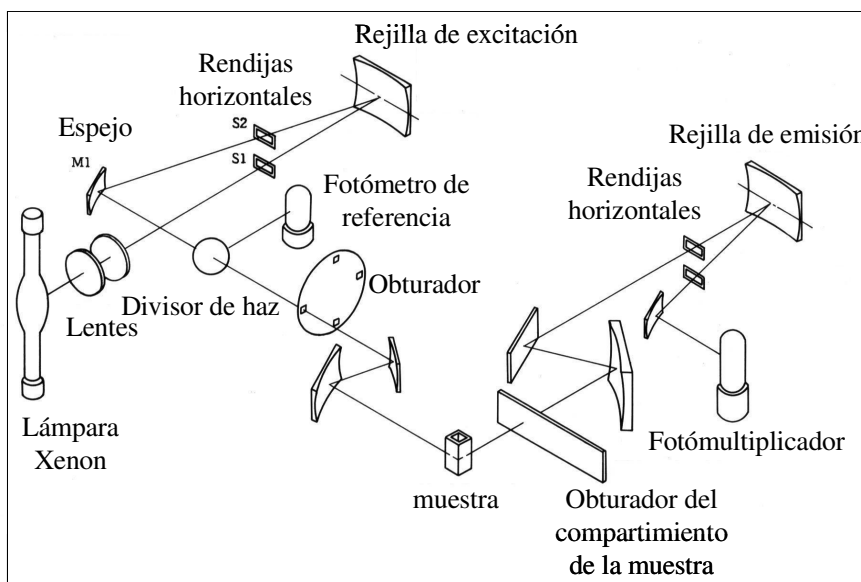 Rejilla de excitación
Rendijas
horizontales
S2
S1
Espejo
M1
Fotómetro de
referencia
Rejilla de emisión
Rendijas
horizontales
Obturador
Divisor de haz
Lentes
Lámpara
Xenon
muestra
Fotómultiplicador
Obturador del
compartimiento
de la muestra